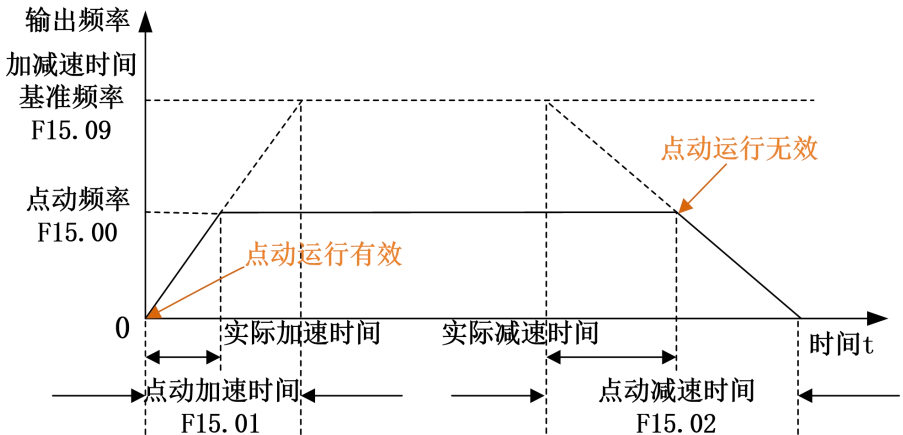 输出频率
加减速时间
基准频率
F15.09
点动运行无效
点动频率
F15.00
点动运行有效
0
实际加速时间
实际减速时间
时间t
点动加速时间
F15.01
点动减速时间
F15.02